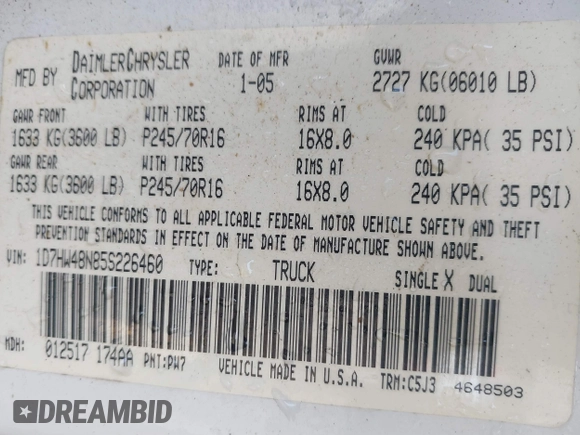 MFD BY DAIMLERCHRYSLER CORPORATION DATE OF MFR 1-05 GVWR 2727 KG(06010 LB)
GAWR FRONT WITH TIRES RIMS AT COLD
1633 KG(3600 LB) P245/70R16 16X8.0 240 KPA( 35 PSI)
GAWR REAR WITH TIRES RIMS AT COLD
1633 KG(3600 LB) P245/70R16 16X8.0 240 KPA( 35 PSI)
THIS VEHICLE CONFORMS TO ALL APPLICABLE FEDERAL MOTOR VEHICLE SAFETY AND THEFT
PREVENTION STANDARDS IN EFFECT ON THE DATE OF MANUFACTURE SHOWN ABOVE.
VIN: 1D7HW48N85S226460 TYPE: TRUCK SINGLE X DUAL
MDH: 012517 174AA PNT:PW7 VEHICLE MADE IN U.S.A. TRM:C5J3 4648503
DREAMBID